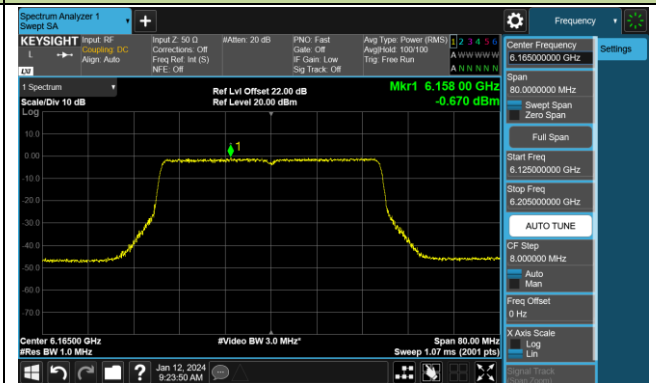 Spectrum Analyzer 1
Swept SA
Frequency
KEYSIGHT
L
LXI
Input: RF
Coupling: DC
Align: Auto
Input Z: 50 Ω
Corrections: Off
Freq Ref: Int (S)
NFE: Off
#Atten: 20 dB
PNO: Fast
Gate: Off
IF Gain: Low
Sig Track: Off
Avg Type: Power (RMS)
Avg|Hold: 100/100
Trig: Free Run
1 2 3 4 5 6
A W W W W W
A N N N N N
1 Spectrum
Scale/Div 10 dB
Log
Ref Lvl Offset 22.00 dB
Ref Level 20.00 dBm
Mkr1 6.158 00 GHz
-0.670 dBm
1
10.0
0.00
-10.0
-20.0
-30.0
-40.0
-50.0
-60.0
-70.0
Center 6.16500 GHz
#Res BW 1.0 MHz
#Video BW 3.0 MHz*
Span 80.00 MHz
Sweep 1.07 ms (2001 pts)
Jan 12, 2024
9:23:50 AM
Center Frequency
6.165000000 GHz
Span
80.0000000 MHz
Swept Span
Zero Span
Full Span
Start Freq
6.125000000 GHz
Stop Freq
6.205000000 GHz
AUTO TUNE
CF Step
8.000000 MHz
Auto
Man
Freq Offset
0 Hz
X Axis Scale
Log
Lin
Signal Track
(Span Zoom)
Settings